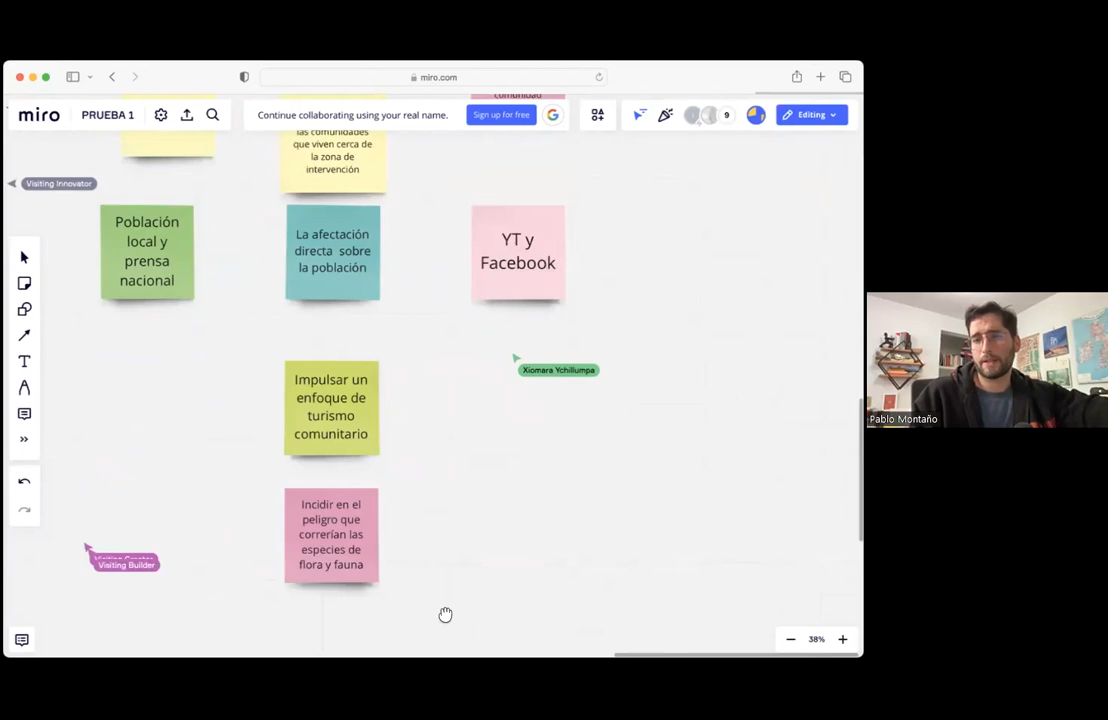 miro.com
comunidad
miro
PRUEBA 1
Continue collaborating using your real name.
Sign up for free
9
Editing
las comunidades
que viven cerca de
la zona de
intervención
Visiting Innovator
Población
local y
prensa
nacional
La afectación
directa sobre
la población
YT y
Facebook
Xiomara Ychillumpa
Impulsar un
enfoque de
turismo
comunitario
Pablo Montaño
Incidir en el
peligro que
correrían las
especies de
flora y fauna
Visiting Creator
Visiting Builder
38%